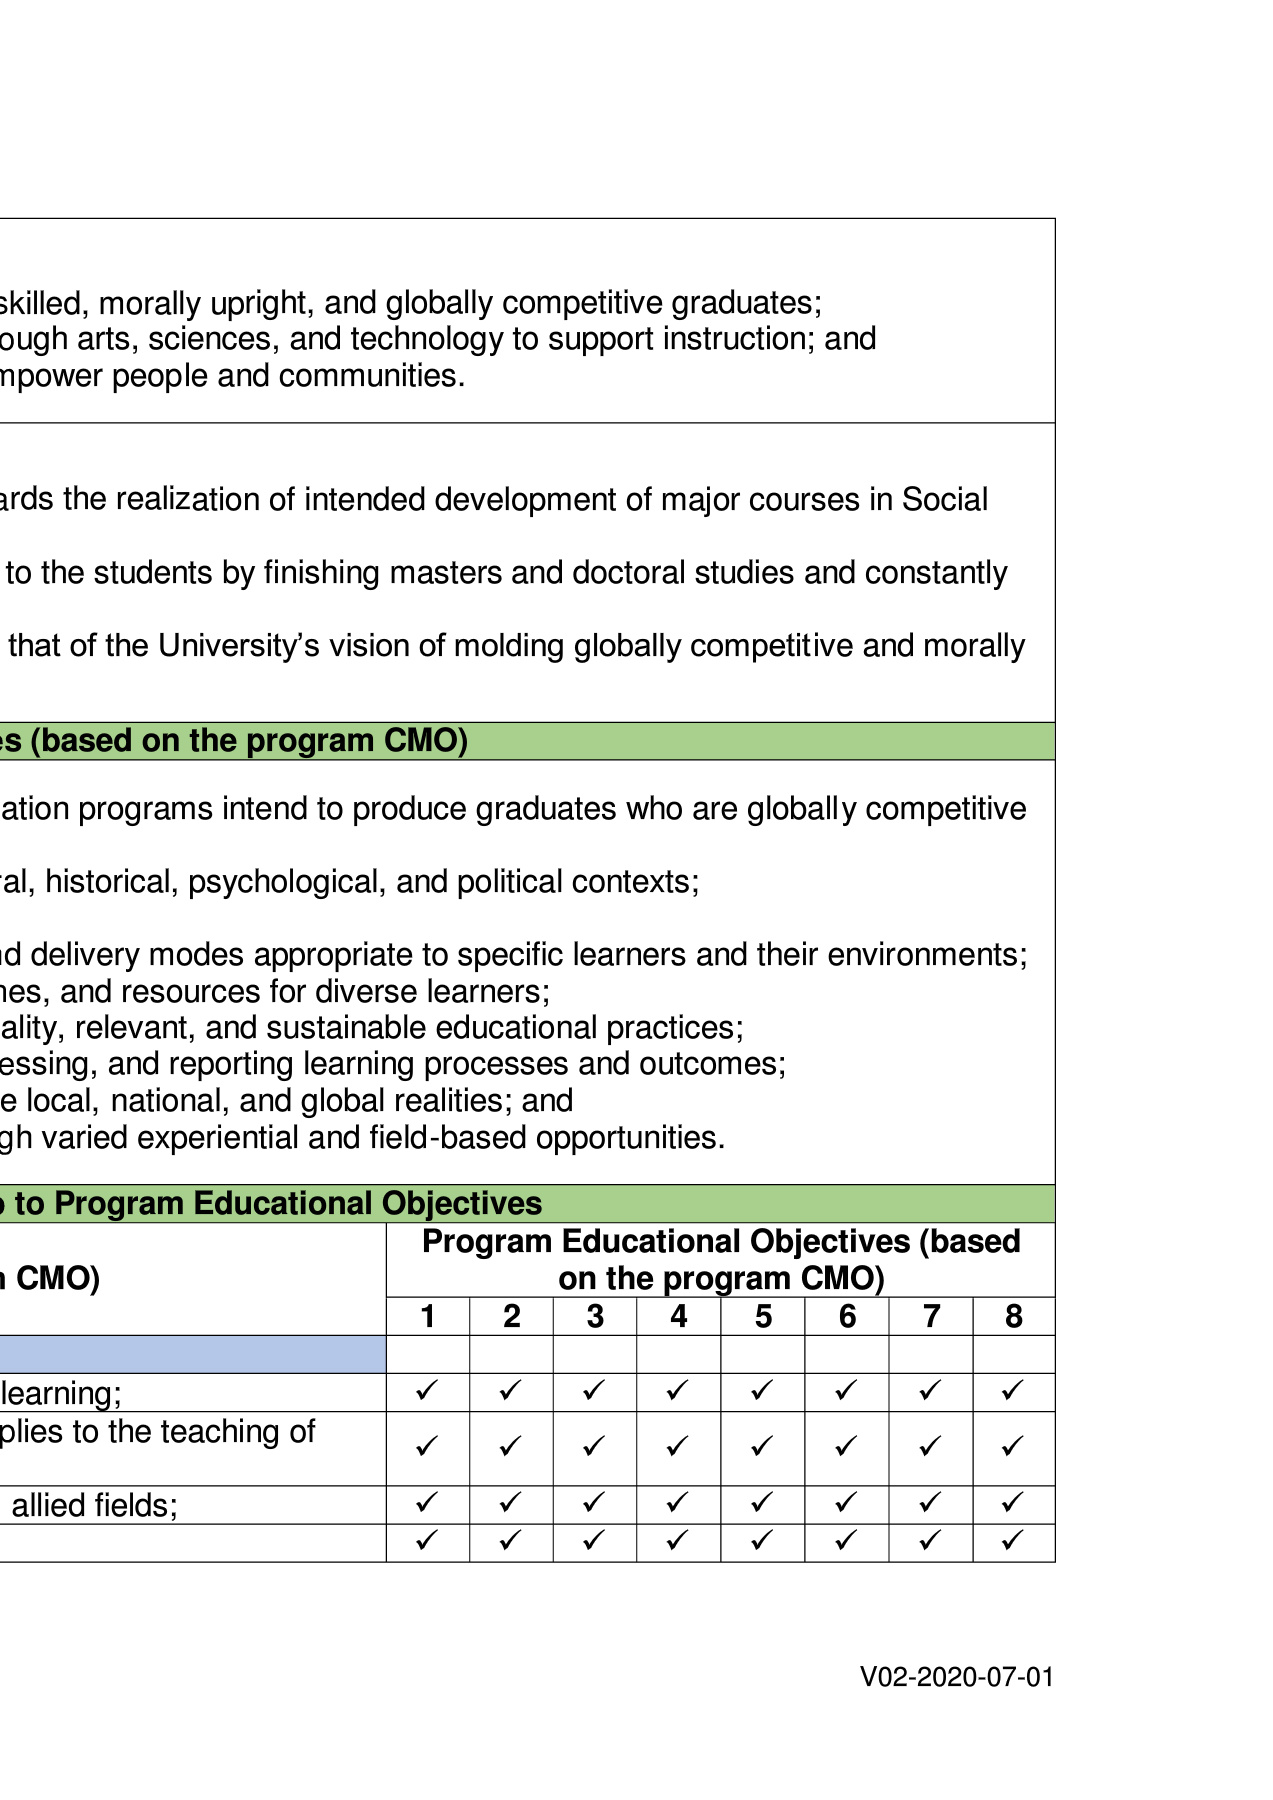 skilled, morally upright, and globally competitive graduates;
ough arts, sciences, and technology to support instruction; and
mpower people and communities.
ards the realization of intended development of major courses in Social
to the students by finishing masters and doctoral studies and constantly
that of the University’s vision of molding globally competitive and morally
es (based on the program CMO)
ation programs intend to produce graduates who are globally competitive
ral, historical, psychological, and political contexts;
nd delivery modes appropriate to specific learners and their environments;
nes, and resources for diverse learners;
ality, relevant, and sustainable educational practices;
essing, and reporting learning processes and outcomes;
e local, national, and global realities; and
gh varied experiential and field-based opportunities.
p to Program Educational Objectives
Program Educational Objectives (based
on the program CMO)
m CMO)
1 2 3 4 5 6 7 8
learning; ✓ ✓ ✓ ✓ ✓ ✓ ✓ ✓
plies to the teaching of
✓ ✓ ✓ ✓ ✓ ✓ ✓ ✓
allied fields; ✓ ✓ ✓ ✓ ✓ ✓ ✓ ✓
✓ ✓ ✓ ✓ ✓ ✓ ✓ ✓
V02-2020-07-01